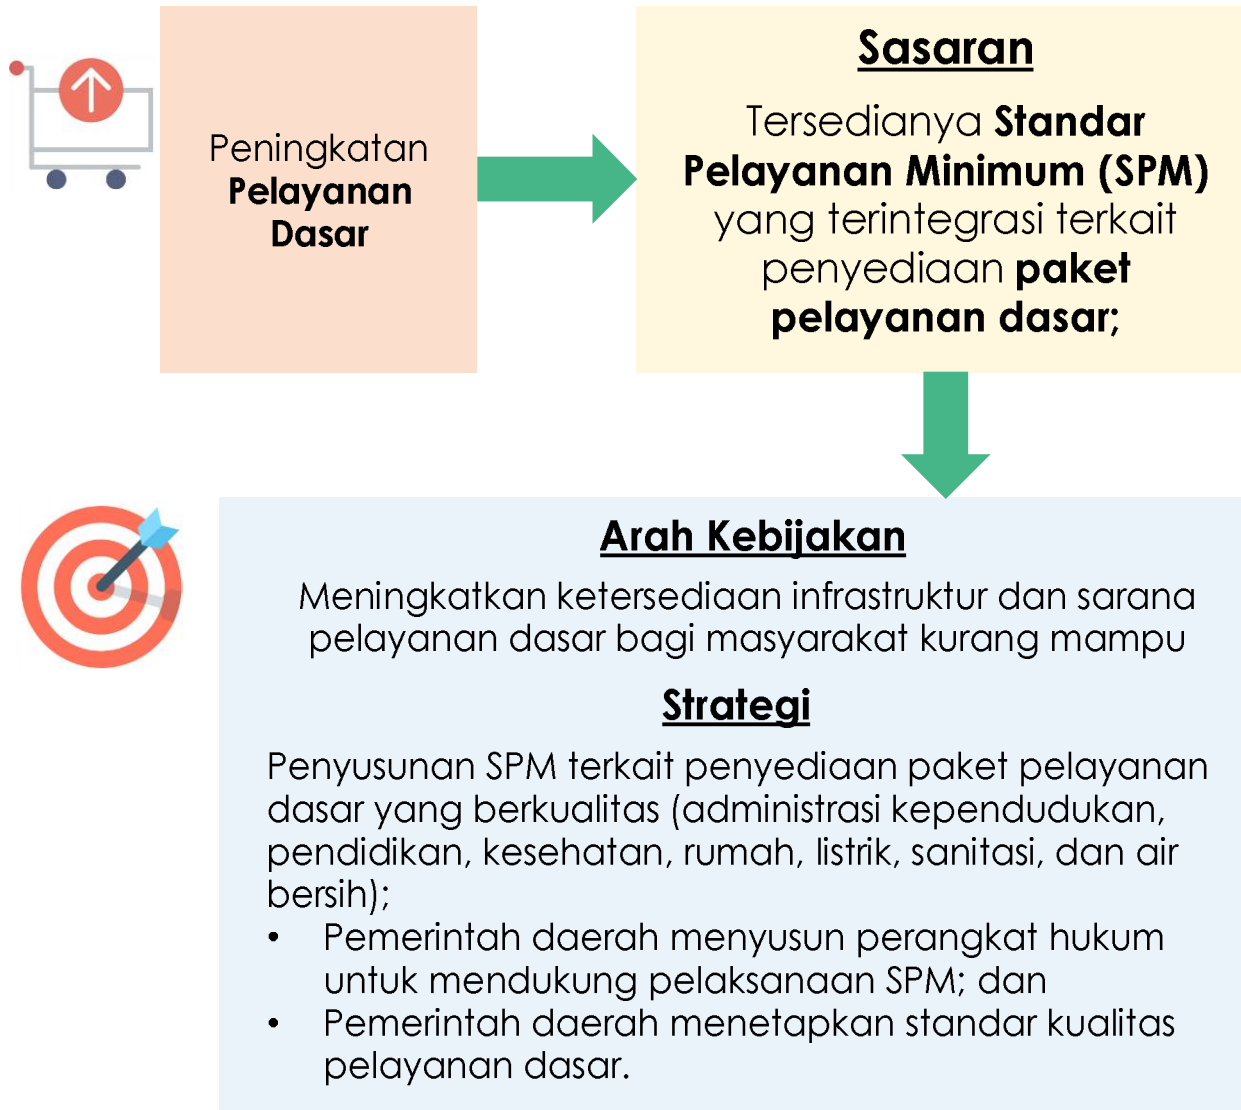 Peningkatan
Pelayanan
Dasar
Sasaran
Tersedianya Standar
Pelayanan Minimum (SPM)
yang terintegrasi terkait
penyediaan paket
pelayanan dasar;
Arah Kebijakan
Meningkatkan ketersediaan infrastruktur dan sarana
pelayanan dasar bagi masyarakat kurang mampu
Strategi
Penyusunan SPM terkait penyediaan paket pelayanan
dasar yang berkualitas (administrasi kependudukan,
pendidikan, kesehatan, rumah, listrik, sanitasi, dan air
bersih);
• Pemerintah daerah menyusun perangkat hukum
untuk mendukung pelaksanaan SPM; dan
• Pemerintah daerah menetapkan standar kualitas
pelayanan dasar.